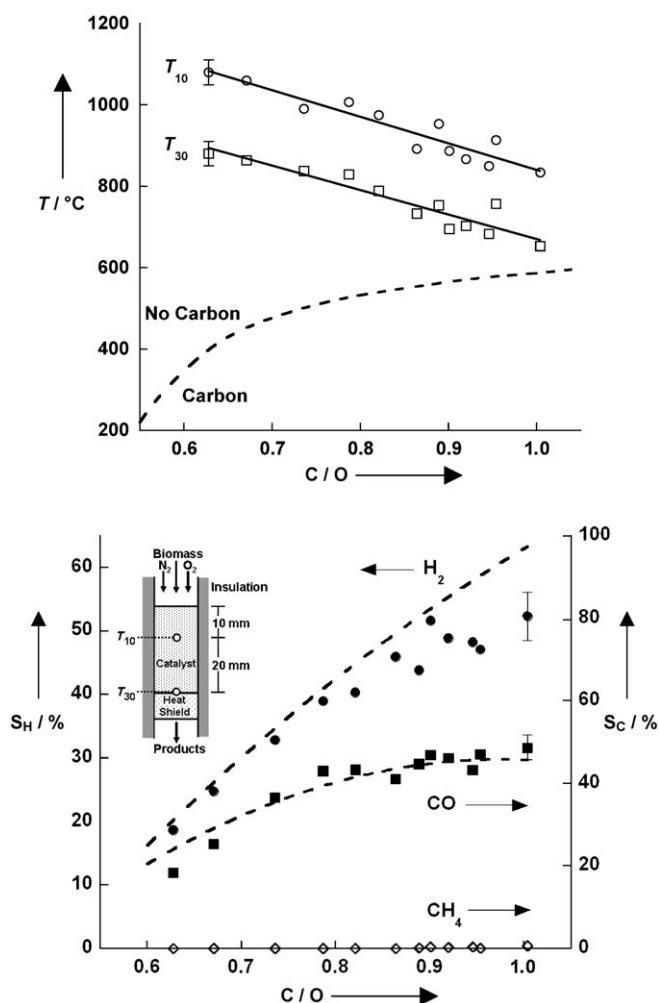 1200
T10
1000
800
T30
T / °C
600
No Carbon
400
Carbon
200
0.6 0.7 0.8 0.9 1.0
C / O
60
50
40
30
20
10
0
SH / %
Biomass
N2 O2
Insulation
10 mm
T10
Catalyst
20 mm
T30
Heat
Shield
Products
H2
CO
CH4
100
80
60
40
20
0
SC / %
0.6 0.7 0.8 0.9 1.0
C / O